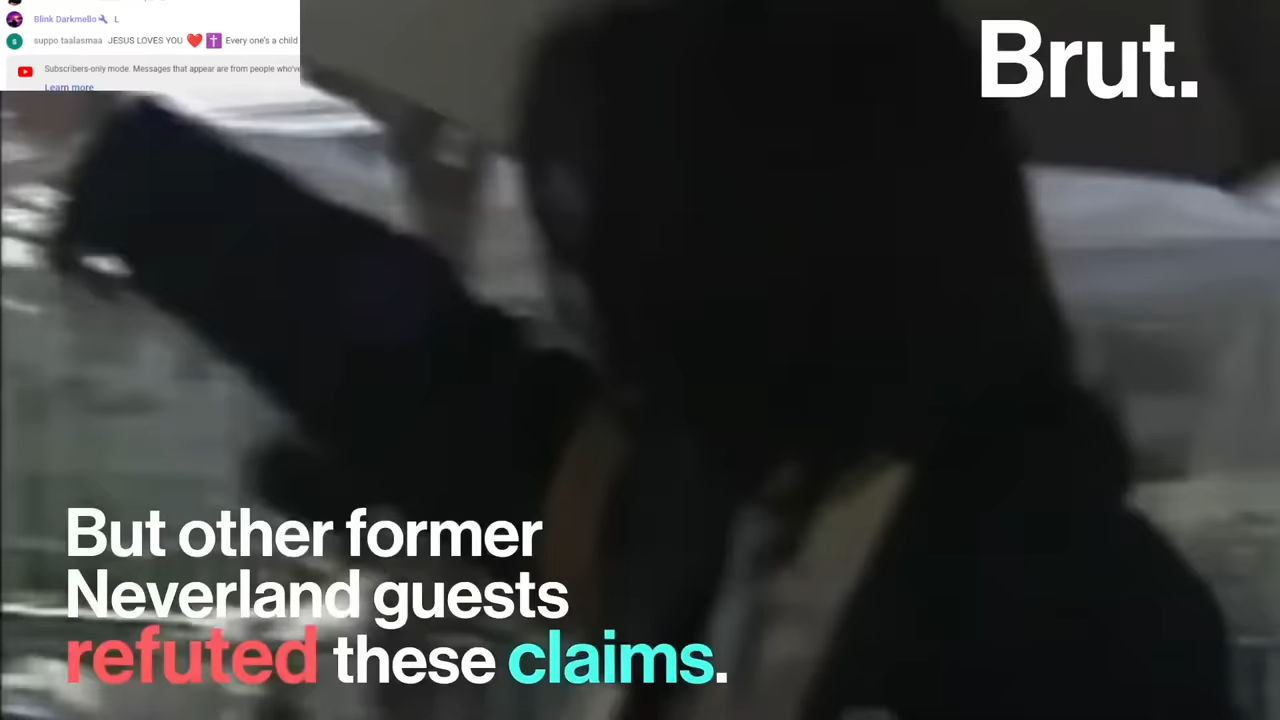 Blink Darkmello L
suppo taalasmaa JESUS LOVES YOU ❤️ ✝️ Every one's a child
Subscribers-only mode. Messages that appear are from people who've
Learn more
Brut.
But other former
Neverland guests
refuted these claims.